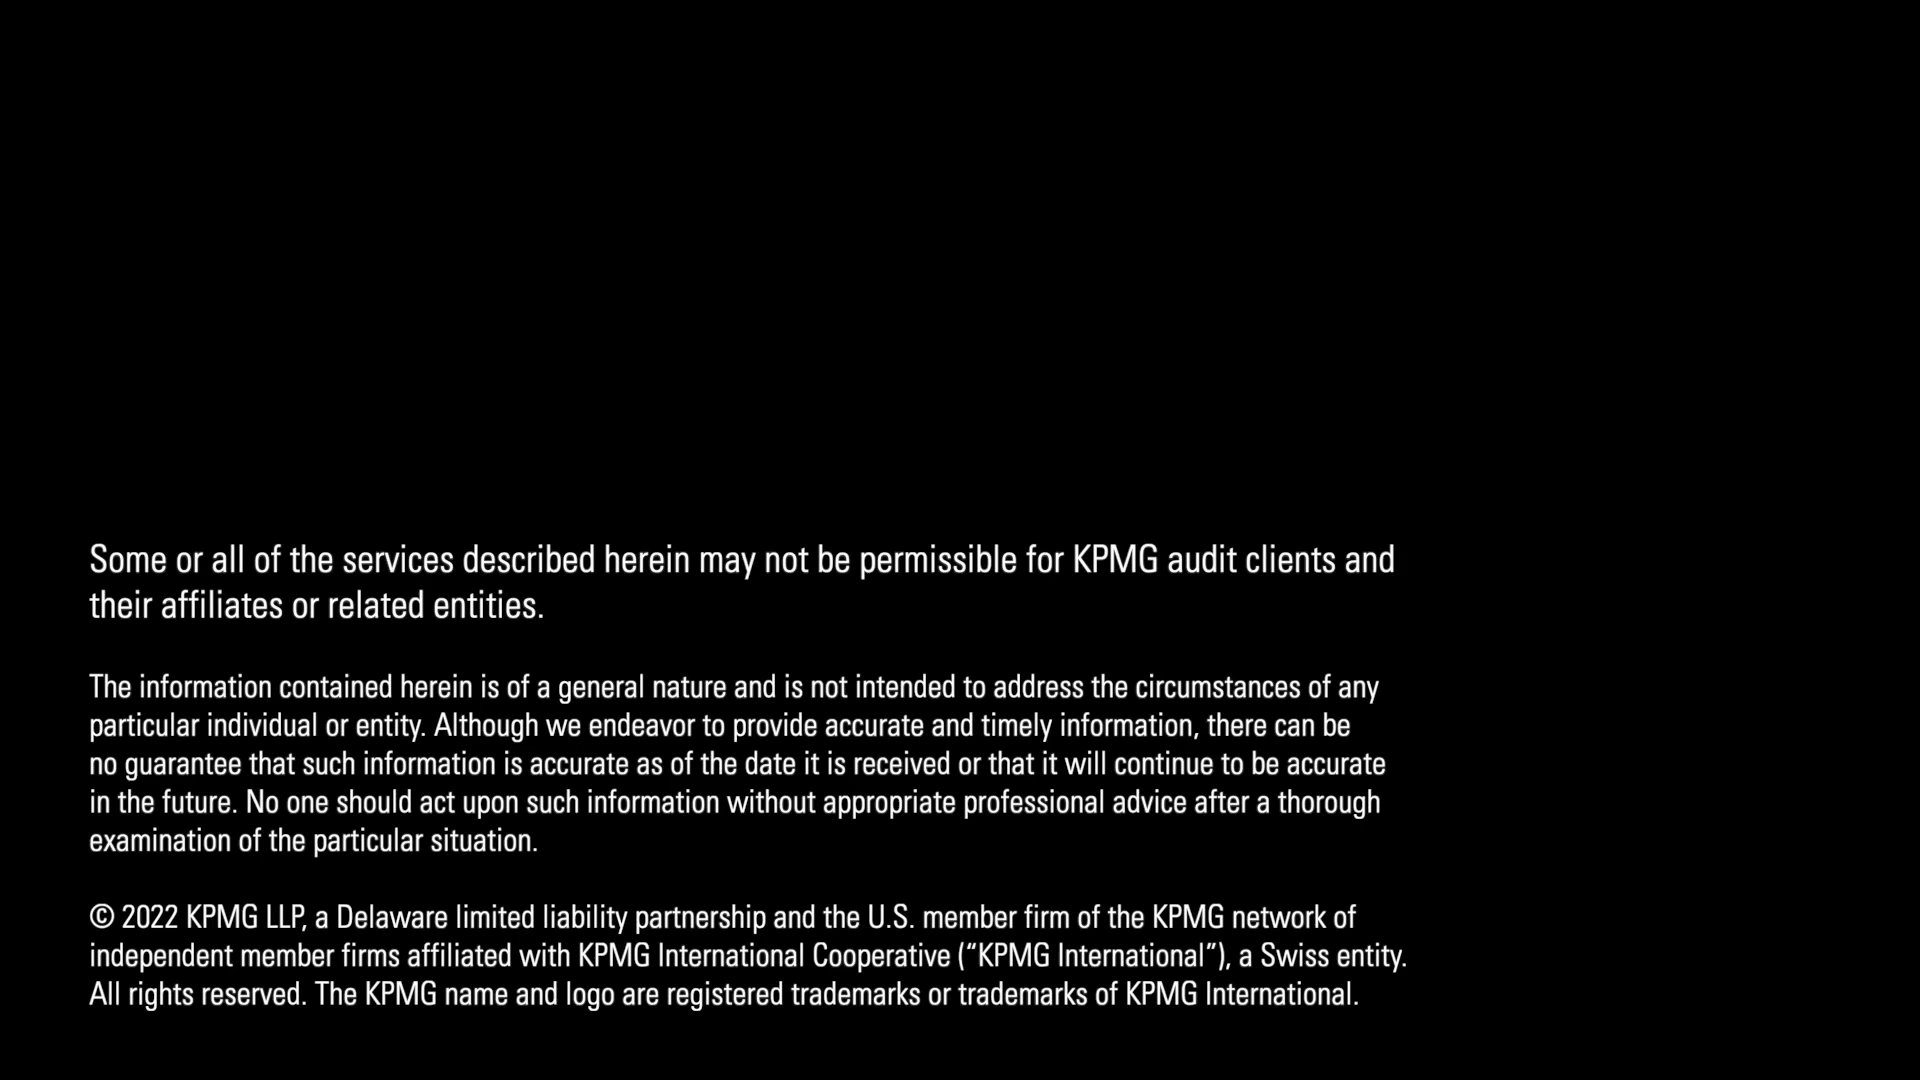 Some or all of the services described herein may not be permissible for KPMG audit clients and
their affiliates or related entities.
The information contained herein is of a general nature and is not intended to address the circumstances of any
particular individual or entity. Although we endeavor to provide accurate and timely information, there can be
no guarantee that such information is accurate as of the date it is received or that it will continue to be accurate
in the future. No one should act upon such information without appropriate professional advice after a thorough
examination of the particular situation.
© 2022 KPMG LLP, a Delaware limited liability partnership and the U.S. member firm of the KPMG network of
independent member firms affiliated with KPMG International Cooperative (“KPMG International”), a Swiss entity.
All rights reserved. The KPMG name and logo are registered trademarks or trademarks of KPMG International.